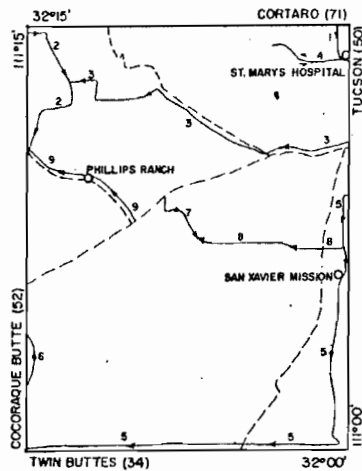 32°15' CORTARO (71)
111°15'
TUCSON (50)
2
1
4
ST. MARYS HOSPITAL
3
2
3
3
9
PHILLIPS RANCH
9
5
7
8
8
SAN XAVIER MISSION
COCORAQUE BUTTE (52)
6
5
111°00'
5
5
TWIN BUTTES (34) 32°00'